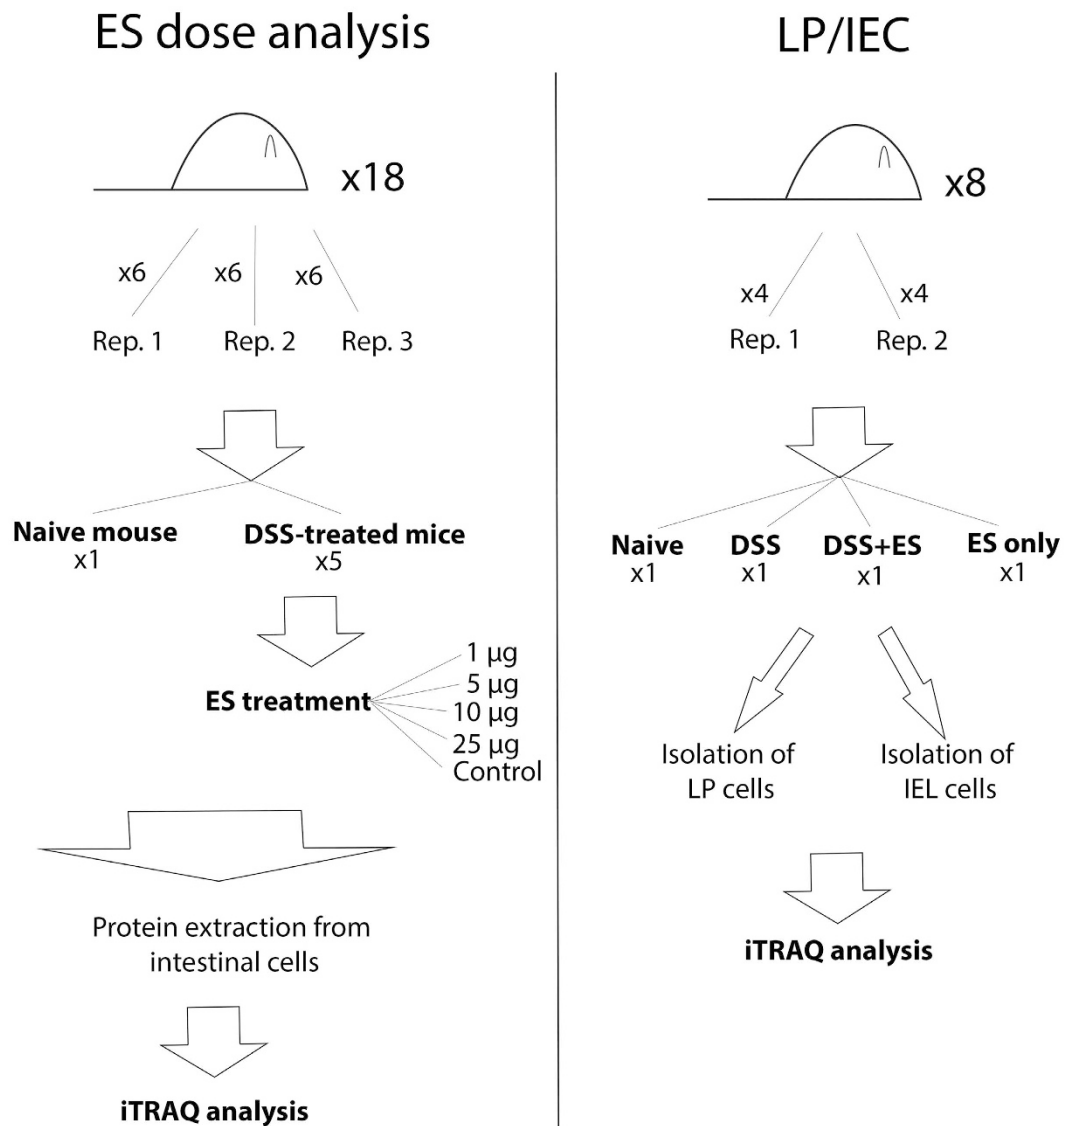 ES dose analysis
x18
x6
x6
x6
Rep. 1
Rep. 2
Rep. 3
Naive mouse
x1
DSS-treated mice
x5
ES treatment
1 µg
5 µg
10 µg
25 µg
Control
Protein extraction from
intestinal cells
iTRAQ analysis
LP/IEC
x8
x4
x4
Rep. 1
Rep. 2
Naive
x1
DSS
x1
DSS+ES
x1
ES only
x1
Isolation of
LP cells
Isolation of
IEL cells
iTRAQ analysis